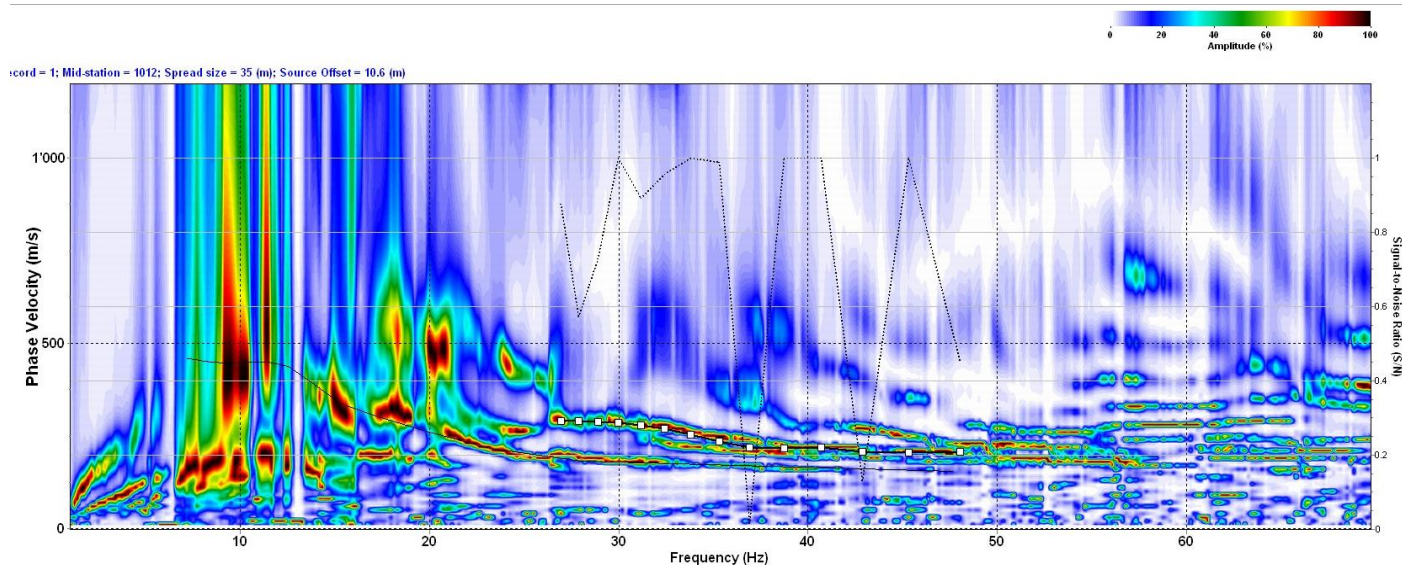 0 20 40 60 80 100
Amplitude (%)
ecord = 1; Mid-station = 1012; Spread size = 35 (m); Source Offset = 10.6 (m)
1'000
500
0
Phase Velocity (m/s)
1
0.8
0.6
0.4
0.2
0
Signal-to-Noise Ratio (S/N)
10 20 30 40 50 60
Frequency (Hz)